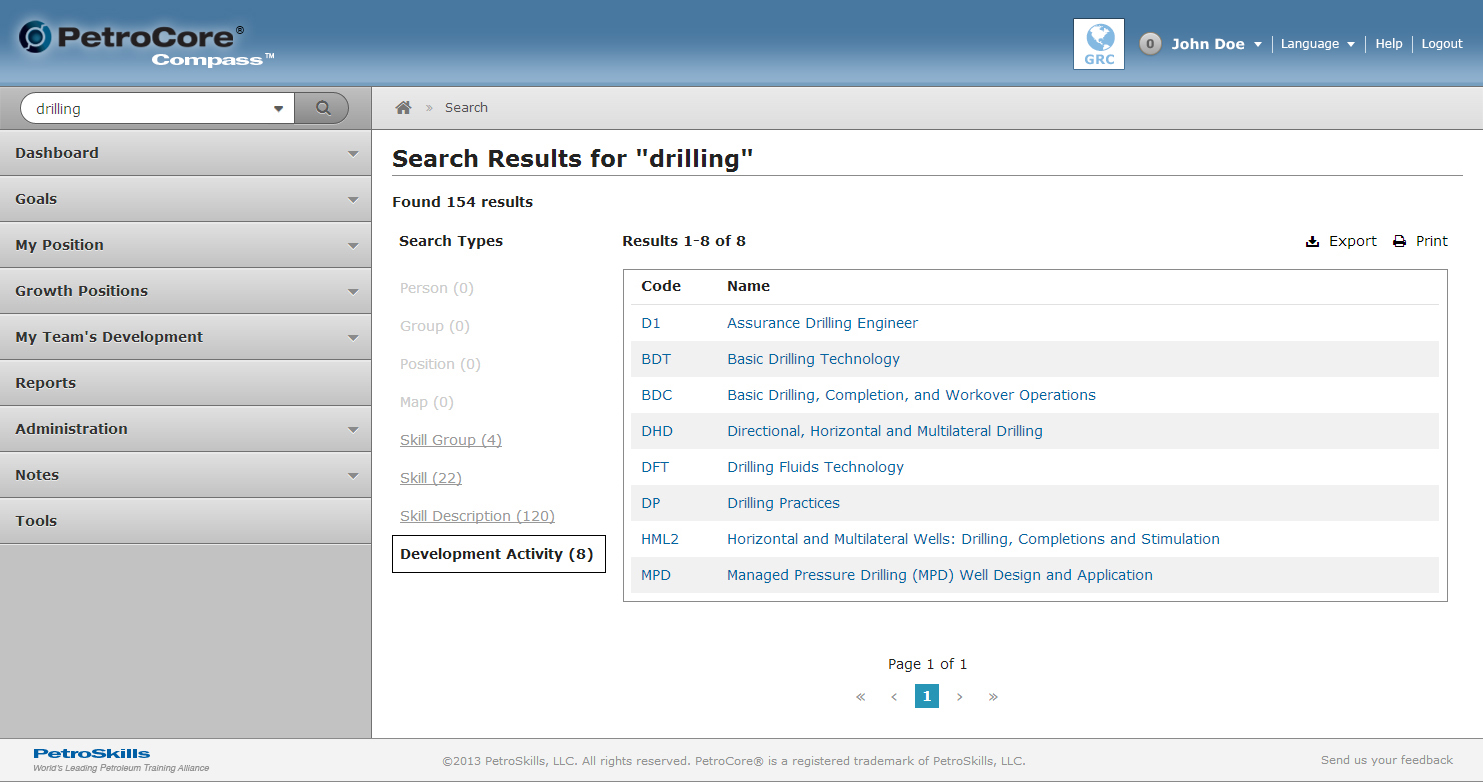 PetroCore®
Compass™
GRC
0 John Doe Language Help Logout
drilling
» Search
Dashboard
Goals
My Position
Growth Positions
My Team's Development
Reports
Administration
Notes
Tools
Search Results for "drilling"
Found 154 results
Search Types
Person (0)
Group (0)
Position (0)
Map (0)
Skill Group (4)
Skill (22)
Skill Description (120)
Development Activity (8)
Results 1-8 of 8
Export Print
Code Name
D1 Assurance Drilling Engineer
BDT Basic Drilling Technology
BDC Basic Drilling, Completion, and Workover Operations
DHD Directional, Horizontal and Multilateral Drilling
DFT Drilling Fluids Technology
DP Drilling Practices
HML2 Horizontal and Multilateral Wells: Drilling, Completions and Stimulation
MPD Managed Pressure Drilling (MPD) Well Design and Application
Page 1 of 1
« ‹ 1 › »
PetroSkills
World's Leading Petroleum Training Alliance
©2013 PetroSkills, LLC. All rights reserved. PetroCore® is a registered trademark of PetroSkills, LLC.
Send us your feedback